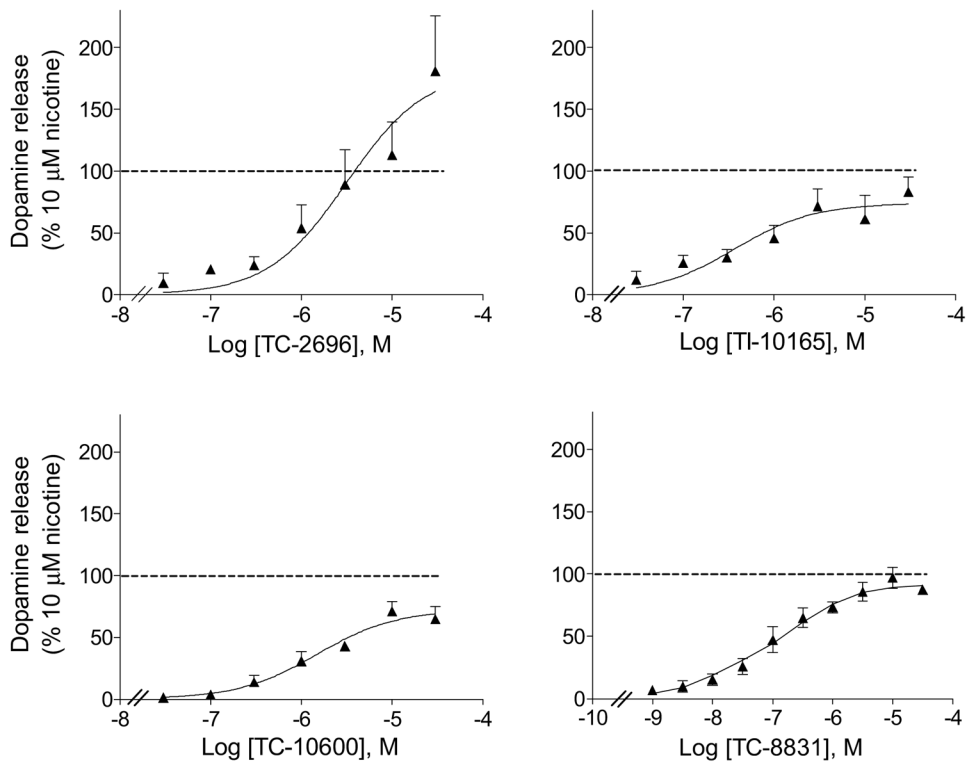 Dopamine release
(% 10 μM nicotine)
200
150
100
50
0
-8 -7 -6 -5 -4
Log [TC-2696], M
200
150
100
50
0
-8 -7 -6 -5 -4
Log [TI-10165], M
Dopamine release
(% 10 μM nicotine)
200
150
100
50
0
-8 -7 -6 -5 -4
Log [TC-10600], M
200
150
100
50
0
-10 -9 -8 -7 -6 -5 -4
Log [TC-8831], M